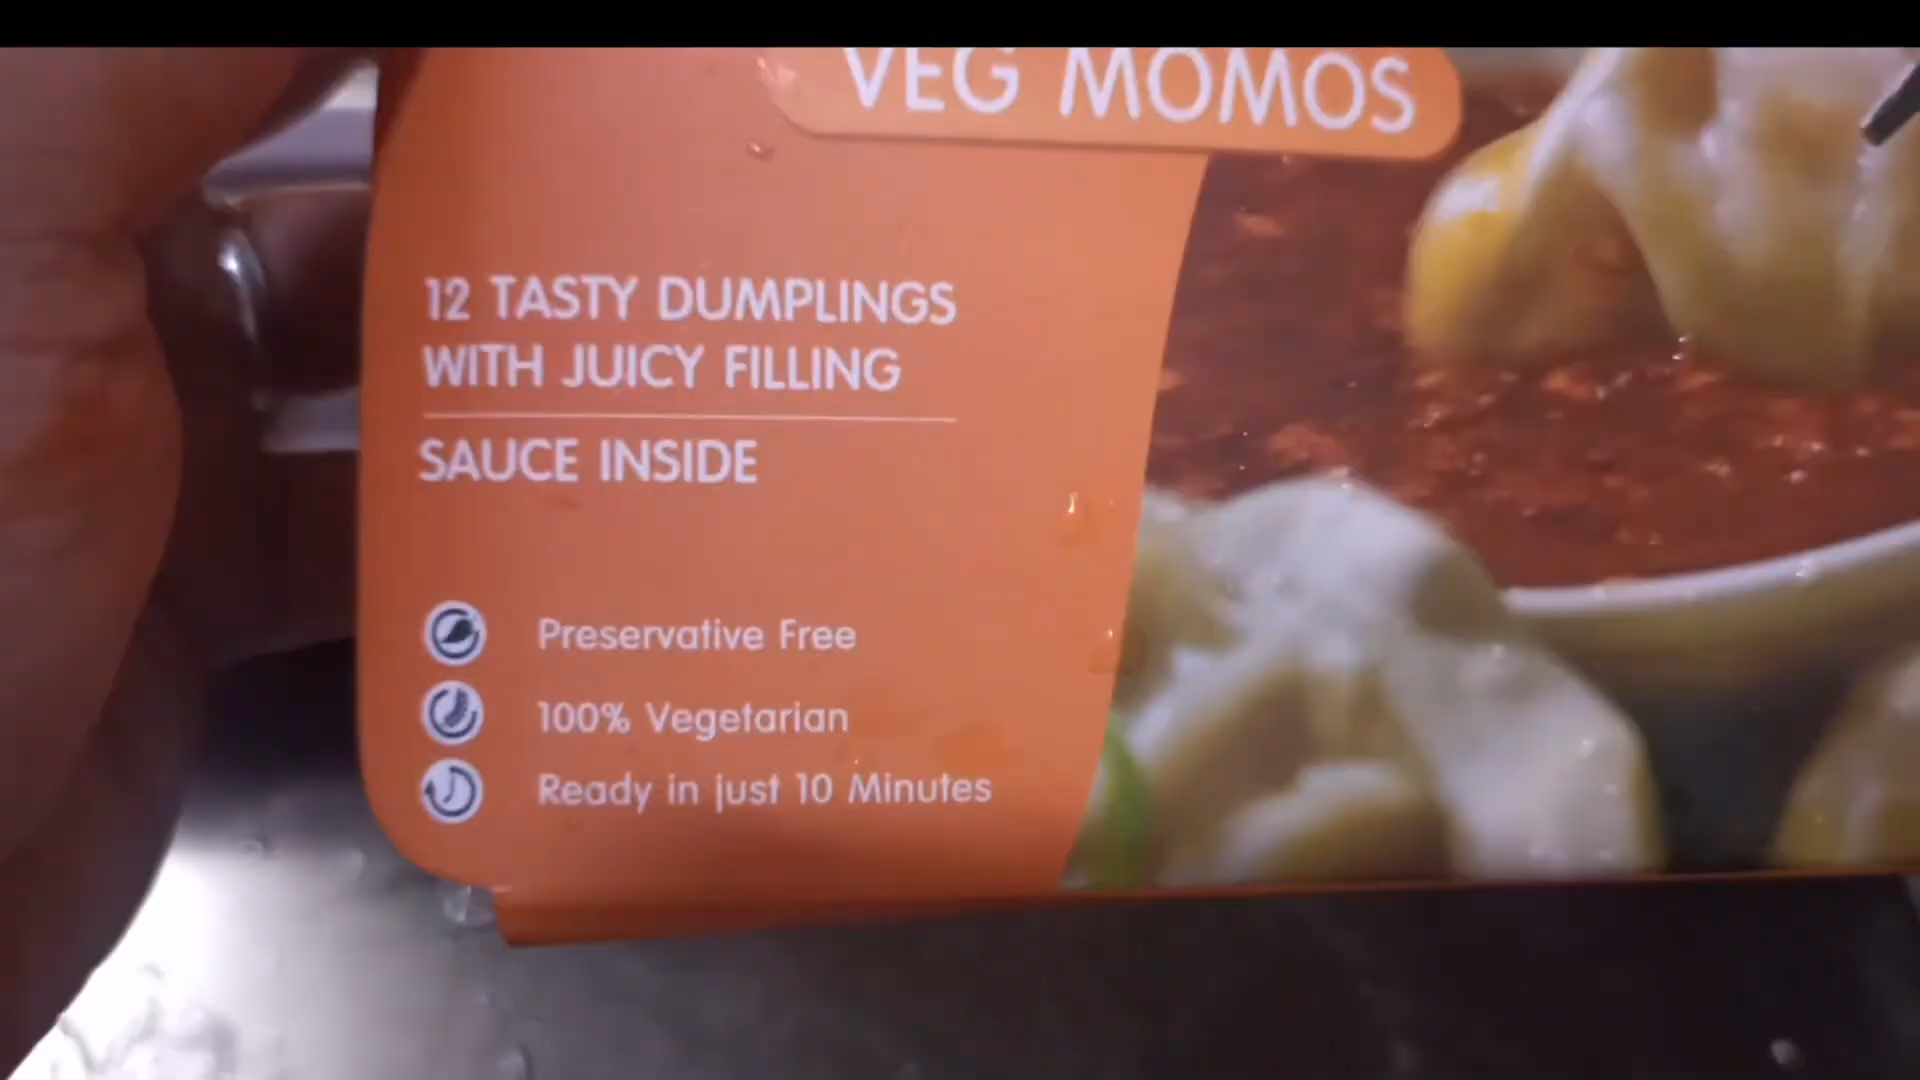 VEG MOMOS
12 TASTY DUMPLINGS
WITH JUICY FILLING
SAUCE INSIDE
Preservative Free
100% Vegetarian
Ready in just 10 Minutes